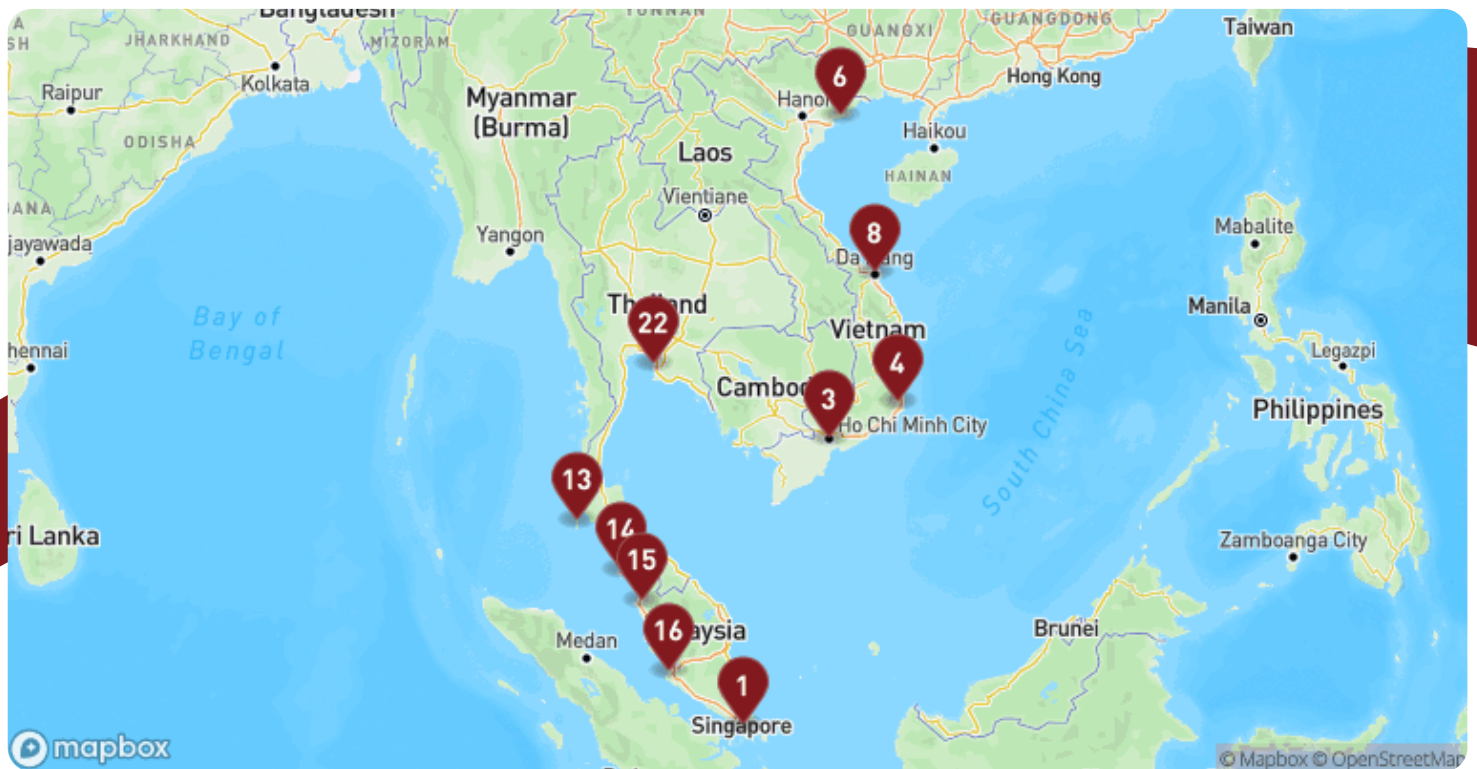 Bangladesh
YUNNAN
GUANGDONG
GUANGXI
Taiwan
JHARKHAND
MIZORAM
Kolkata
Hong Kong
6
Raipur
Myanmar
(Burma)
Hanoi
Haikou
ODISHA
Laos
HAINAN
Vientiane
8
Mabalite
Yangon
jayawada
Da Nang
Thailand
Manila
22
Bay of
Bengal
Vietnam
South China Sea
hennai
4
Legazpi
Cambod
3
Philippines
Ho Chi Minh City
13
14
ri Lanka
15
Zamboanga City
16
aysia
Medan
Brunei
1
Singapore
mapbox
© Mapbox © OpenStreetMap